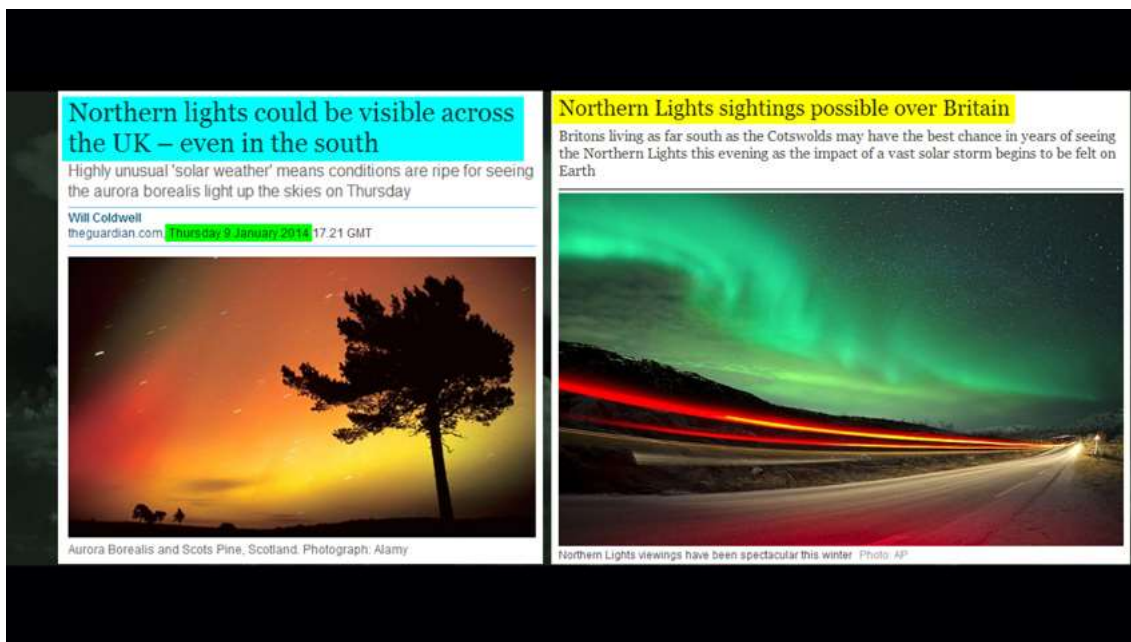 Northern lights could be visible across
the UK – even in the south
Highly unusual 'solar weather' means conditions are ripe for seeing
the aurora borealis light up the skies on Thursday
Will Coldwell
theguardian.com, Thursday 9 January 2014 17.21 GMT
Aurora Borealis and Scots Pine, Scotland. Photograph: Alamy
Northern Lights sightings possible over Britain
Britons living as far south as the Cotswolds may have the best chance in years of seeing
the Northern Lights this evening as the impact of a vast solar storm begins to be felt on
Earth
Northern Lights viewings have been spectacular this winter Photo: AP